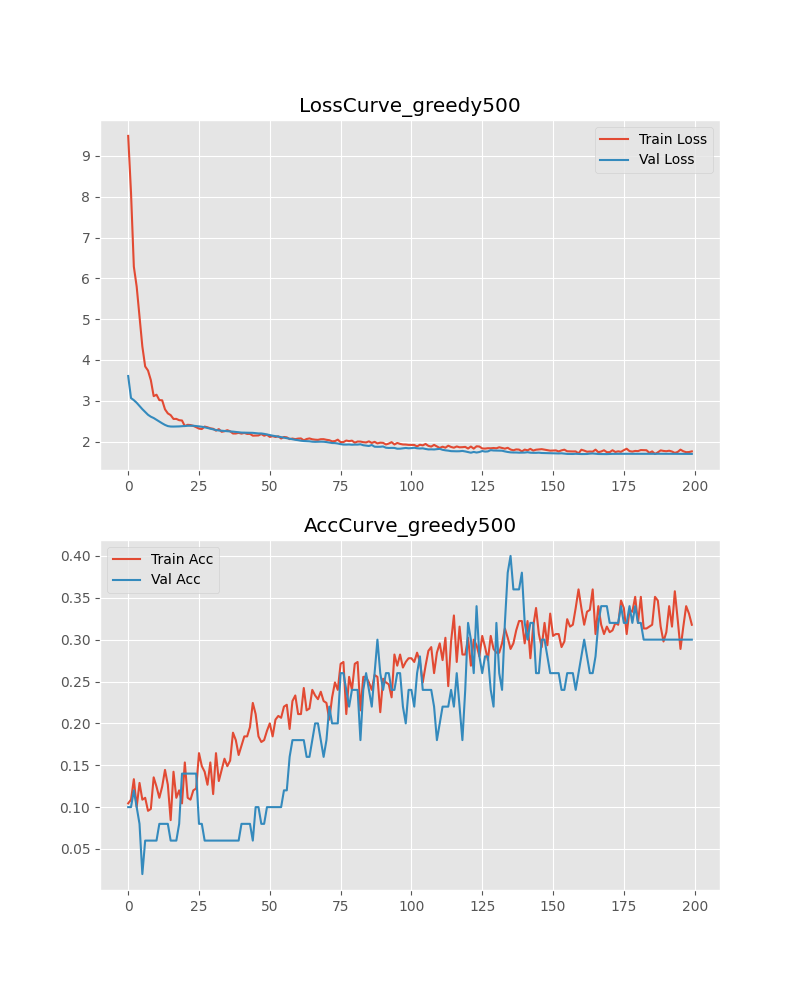 LossCurve_greedy500
Train Loss
Val Loss
9
8
7
6
5
4
3
2
0 25 50 75 100 125 150 175 200
AccCurve_greedy500
Train Acc
Val Acc
0.40
0.35
0.30
0.25
0.20
0.15
0.10
0.05
0 25 50 75 100 125 150 175 200